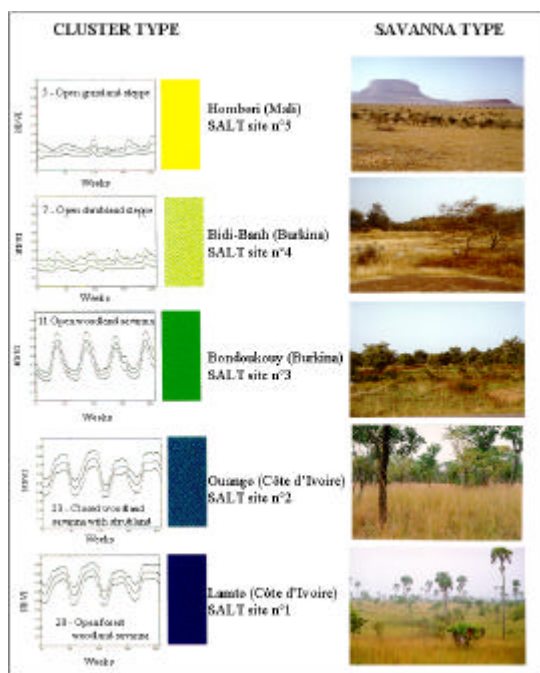 CLUSTER TYPE
SAVANNA TYPE
5 - Open grassland steppe
Weeks
Hombori (Mali)
SALT site n°5
7 - Open shrubland steppe
Weeks
Bidi-Banh (Burkina)
SALT site n°4
11 Open woodland savanna
Weeks
Bondoukouy (Burkina)
SALT site n°3
23 - Closed woodland
savanna with shrubland
Weeks
Ouango (Côte d'Ivoire)
SALT site n°2
Open forest
woodland savanna
Weeks
Lamto (Côte d'Ivoire)
SALT site n°1